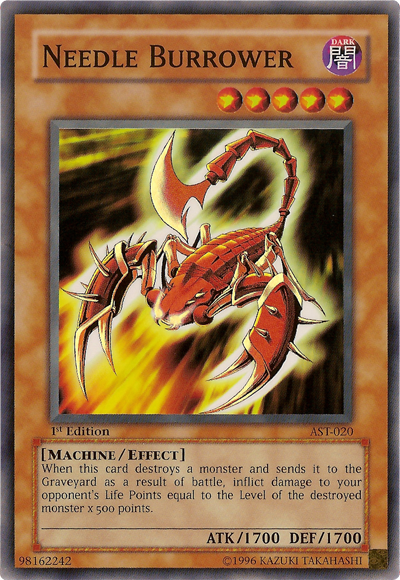 NEEDLE BURROWER
DARK
闇
1st Edition
AST-020
[MACHINE/EFFECT]
When this card destroys a monster and sends it to the
Graveyard as a result of battle, inflict damage to your
opponent's Life Points equal to the Level of the destroyed
monster x 500 points.
ATK/1700 DEF/1700
98162242
©1996 KAZUKI TAKAHASHI